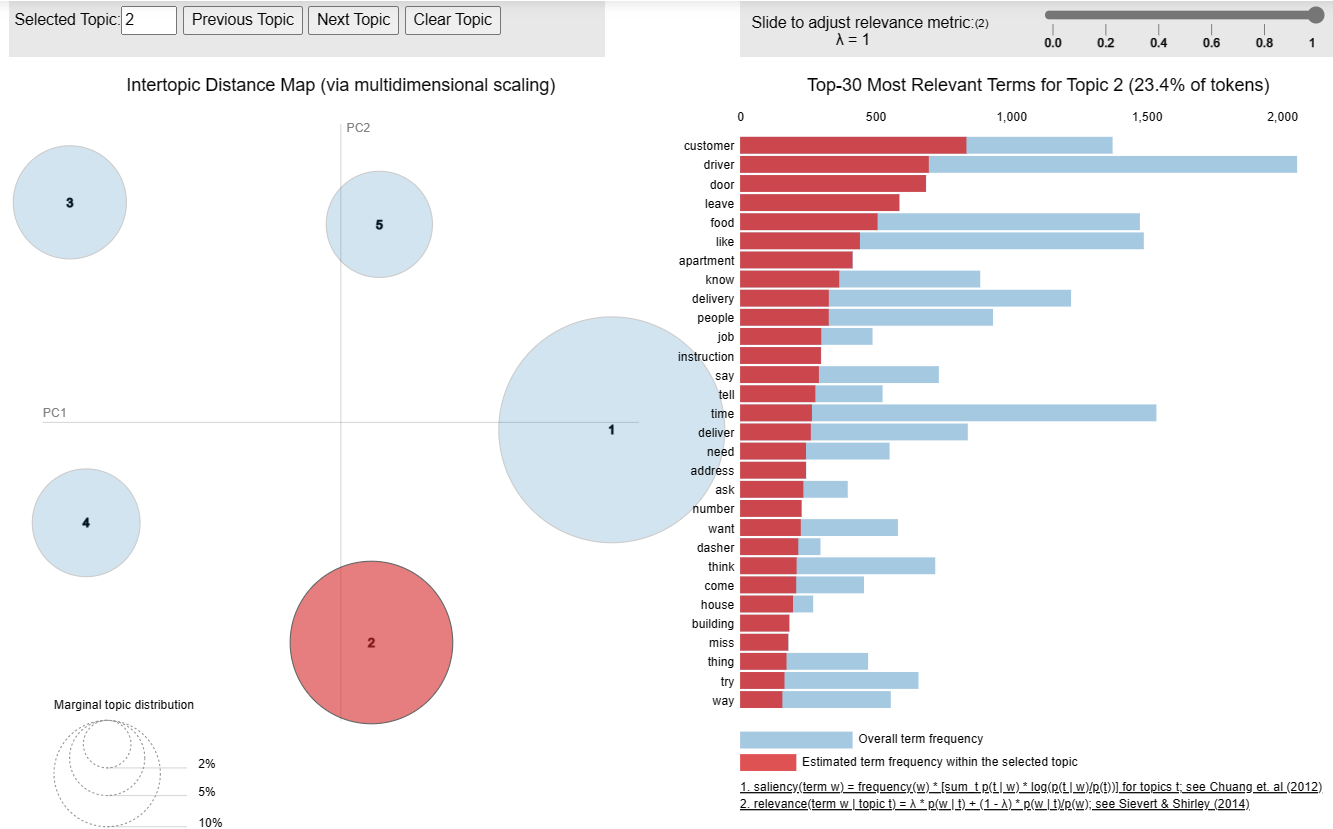 Selected Topic: 2 Previous Topic Next Topic Clear Topic
Slide to adjust relevance metric:(2)
λ = 1
0.0 0.2 0.4 0.6 0.8 1
Intertopic Distance Map (via multidimensional scaling)
PC2
PC1
3
5
1
4
2
Marginal topic distribution
2%
5%
10%
Top-30 Most Relevant Terms for Topic 2 (23.4% of tokens)
0 500 1,000 1,500 2,000
customer
driver
door
leave
food
like
apartment
know
delivery
people
job
instruction
say
tell
time
deliver
need
address
ask
number
want
dasher
think
come
house
building
miss
thing
try
way
Overall term frequency
Estimated term frequency within the selected topic
1. saliency(term w) = frequency(w) * [sum_t p(t | w) * log(p(t | w)/p(t))] for topics t; see Chuang et. al (2012)
2. relevance(term w | topic t) = λ * p(w | t) + (1 - λ) * p(w | t)/p(w); see Sievert & Shirley (2014)